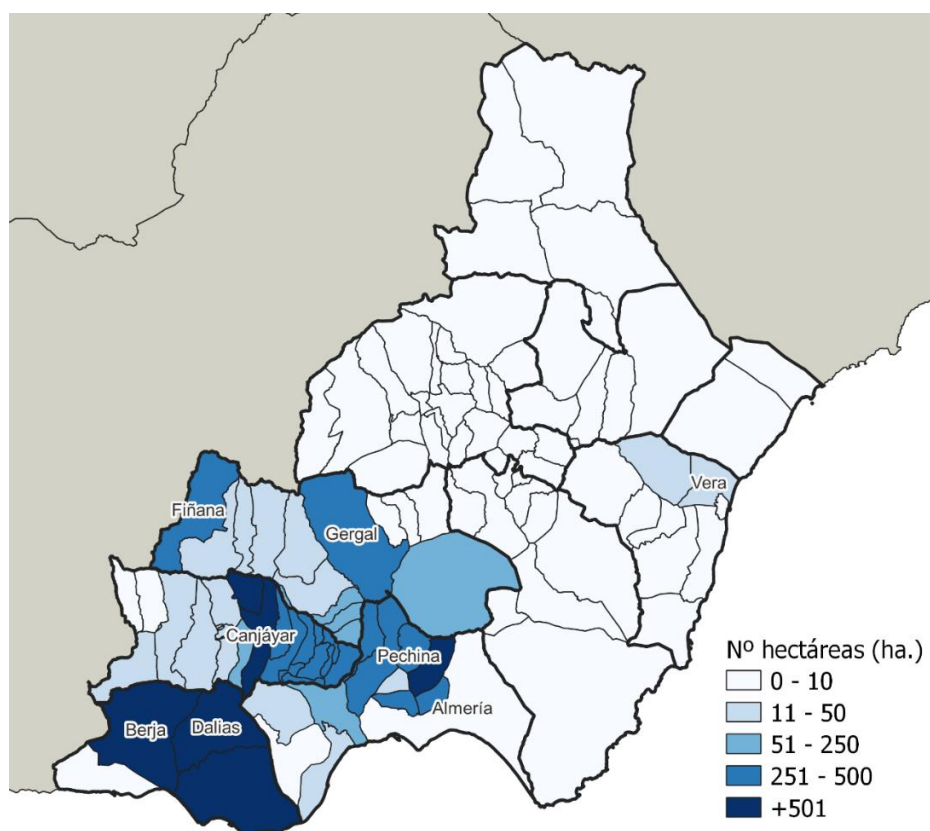 Vera
Fiñana
Gergal
Canjáyar
Pechina
Almería
Berja
Dalias
Nº hectáreas (ha.)
0 - 10
11 - 50
51 - 250
251 - 500
+501